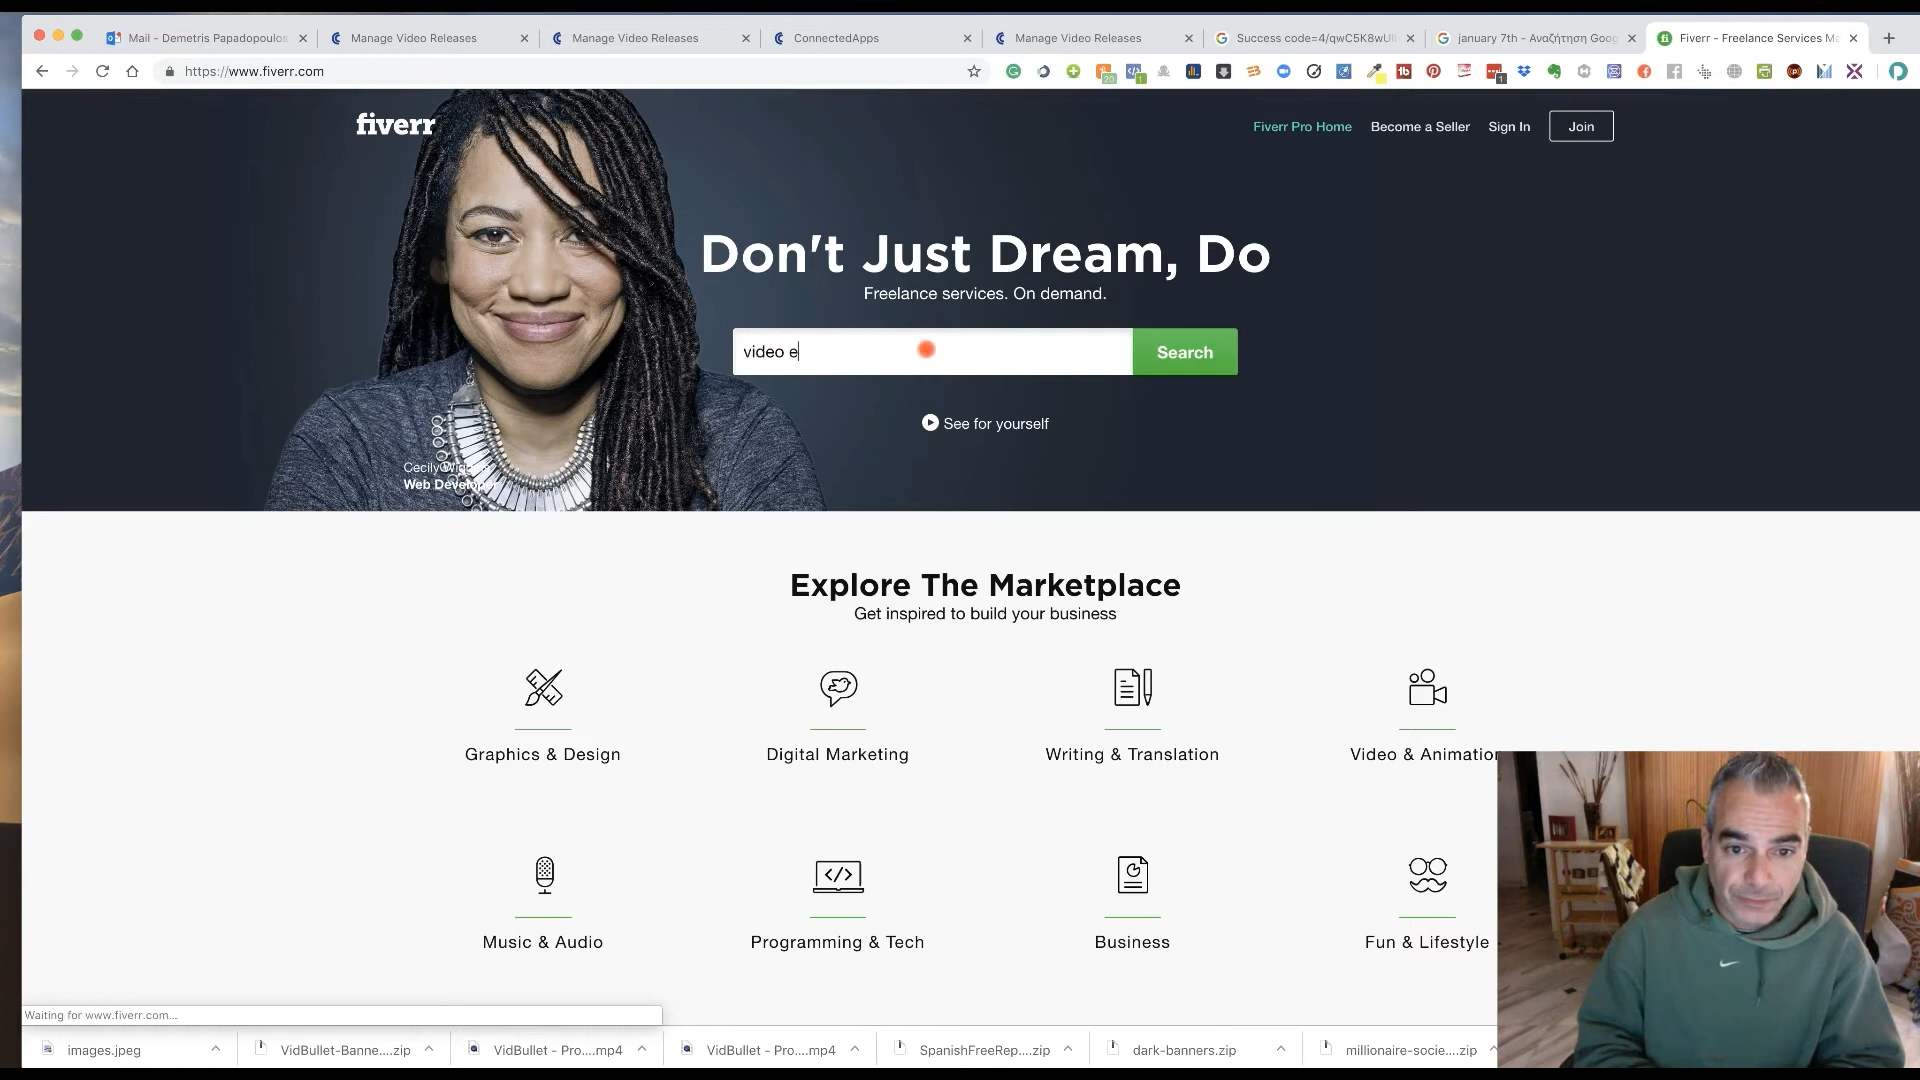 Mail - Demetris Papadopoulos
Manage Video Releases
Manage Video Releases
ConnectedApps
Manage Video Releases
Success code=4/qwC5K8wUl
january 7th - Αναζήτηση Goog
Fiverr - Freelance Services Ma
https://www.fiverr.com
fiverr
Fiverr Pro Home
Become a Seller
Sign In
Join
Don't Just Dream, Do
Freelance services. On demand.
video e
Search
See for yourself
Cecily
Web Developer
Explore The Marketplace
Get inspired to build your business
Graphics & Design
Digital Marketing
Writing & Translation
Video & Animation
Music & Audio
Programming & Tech
Business
Fun & Lifestyle
Waiting for www.fiverr.com...
images.jpeg
VidBullet-Banne....zip
VidBullet - Pro....mp4
VidBullet - Pro....mp4
SpanishFreeRep....zip
dark-banners.zip
millionaire-socie....zip